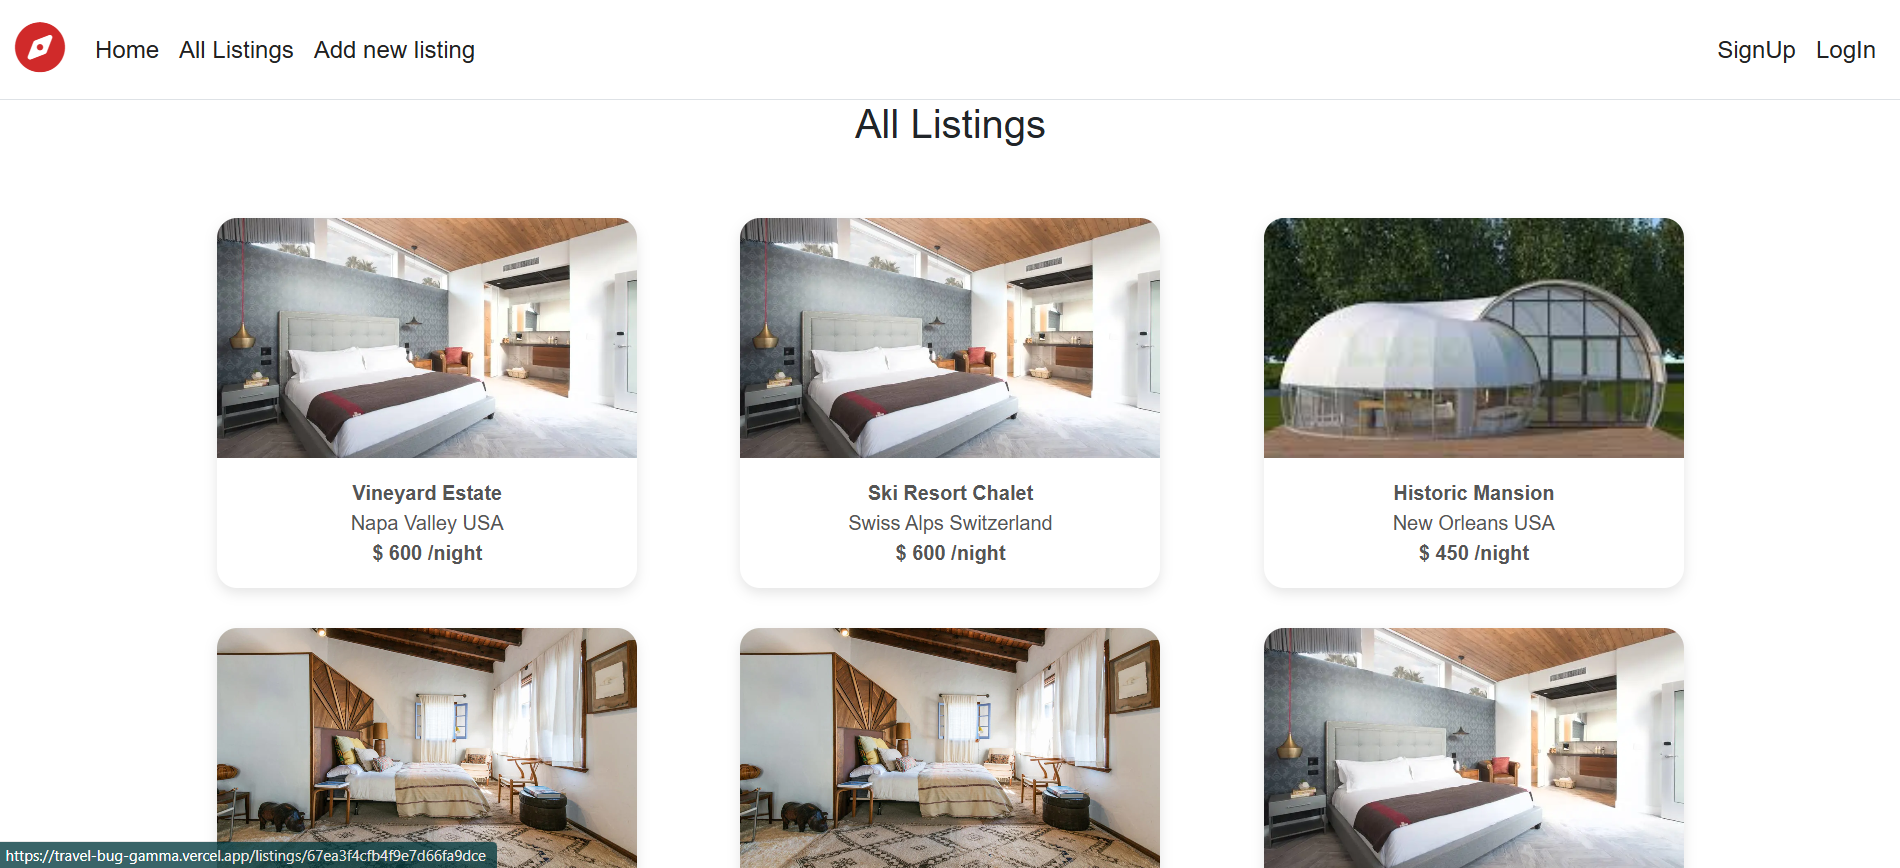 Home All Listings Add new listing SignUp LogIn
All Listings
Vineyard Estate
Napa Valley USA
$ 600 /night
Ski Resort Chalet
Swiss Alps Switzerland
$ 600 /night
Historic Mansion
New Orleans USA
$ 450 /night
https://travel-bug-gamma.vercel.app/listings/67ea3f4cfb4f9e7d66fa9dce